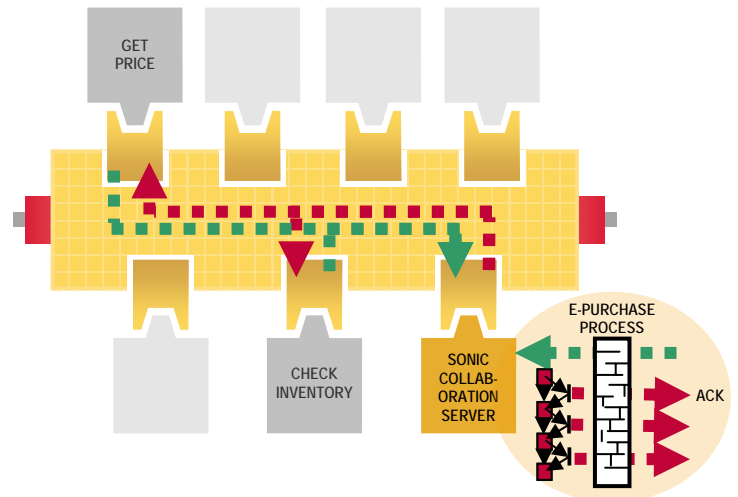 GET
PRICE
E-PURCHASE
PROCESS
CHECK
INVENTORY
SONIC
COLLAB-
ORATION
SERVER
ACK